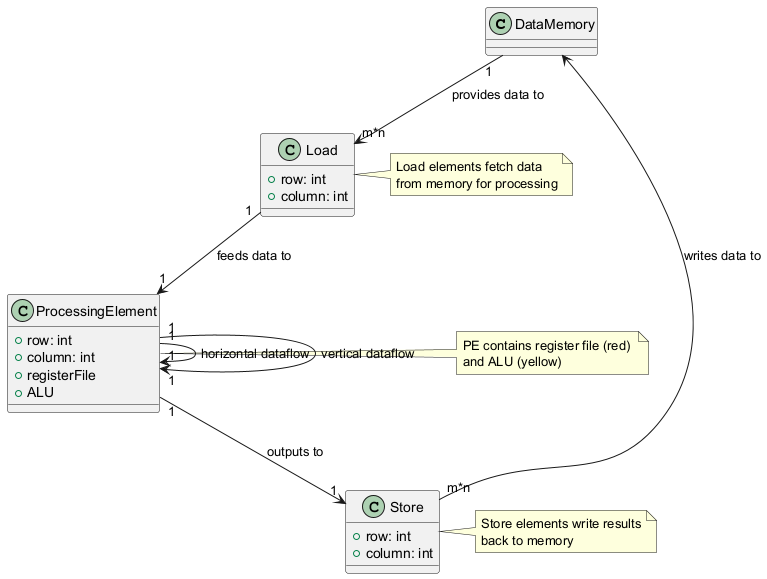 C DataMemory
1
provides data to
m*n
C Load
row: int
column: int
Load elements fetch data
from memory for processing
1
feeds data to
1
writes data to
C ProcessingElement
row: int
column: int
registerFile
ALU
1
1
1
1
horizontal dataflow
vertical dataflow
PE contains register file (red)
and ALU (yellow)
1
outputs to
1
m*n
C Store
row: int
column: int
Store elements write results
back to memory